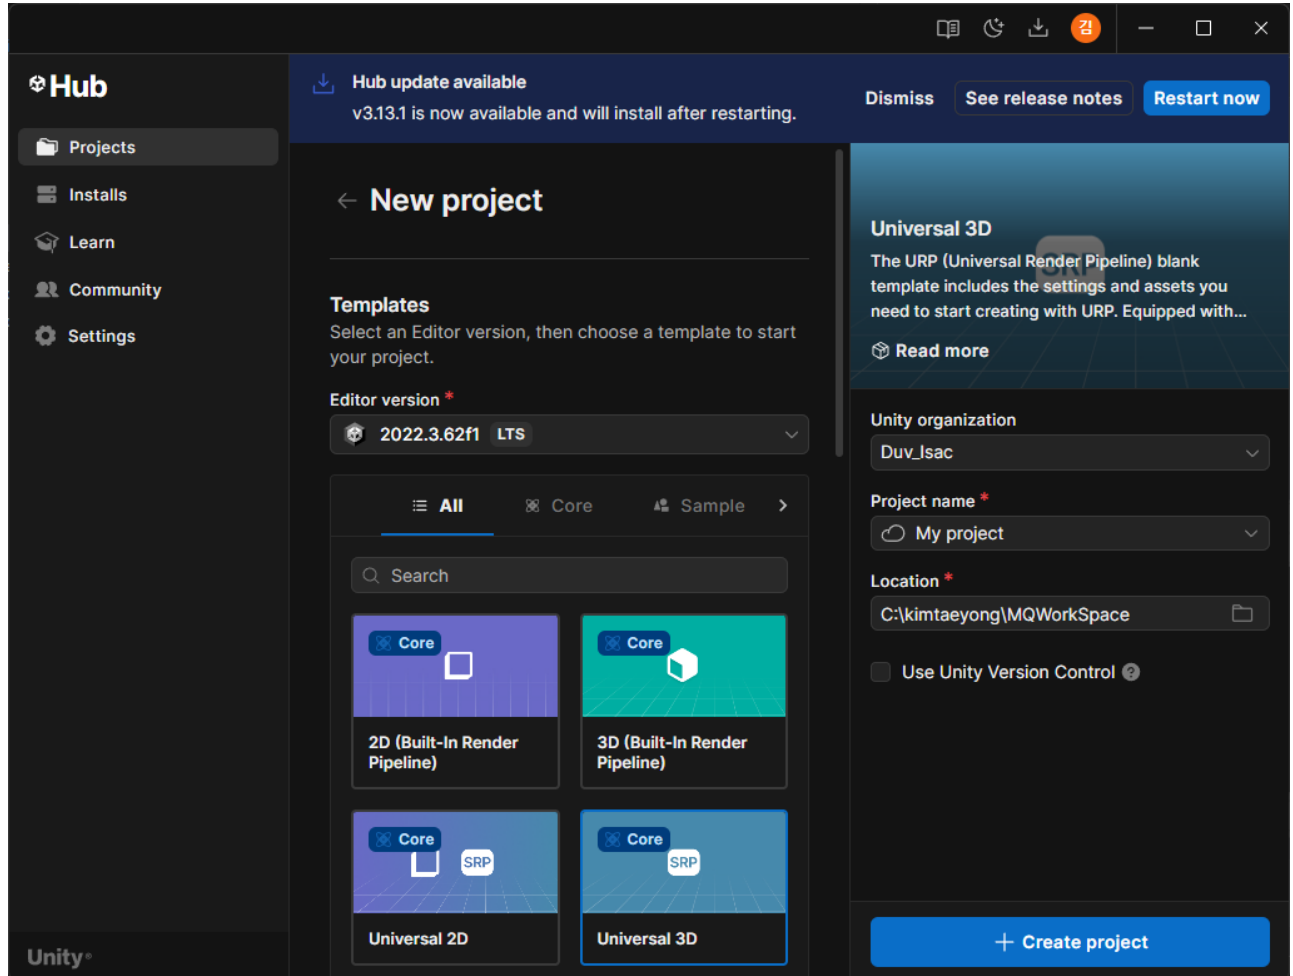 김
Hub
Hub update available
v3.13.1 is now available and will install after restarting.
Dismiss
See release notes
Restart now
Projects
Installs
Learn
Community
Settings
Unity
New project
Templates
Select an Editor version, then choose a template to start
your project.
Editor version *
2022.3.62f1 LTS
All
Core
Sample
Search
Core
2D (Built-In Render
Pipeline)
Core
3D (Built-In Render
Pipeline)
Core
SRP
Universal 2D
Core
SRP
Universal 3D
SRP
Universal 3D
The URP (Universal Render Pipeline) blank
template includes the settings and assets you
need to start creating with URP. Equipped with...
Read more
Unity organization
Duv_Isac
Project name *
My project
Location *
C:\kimtaeyong\MQWorkSpace
Use Unity Version Control ?
+ Create project